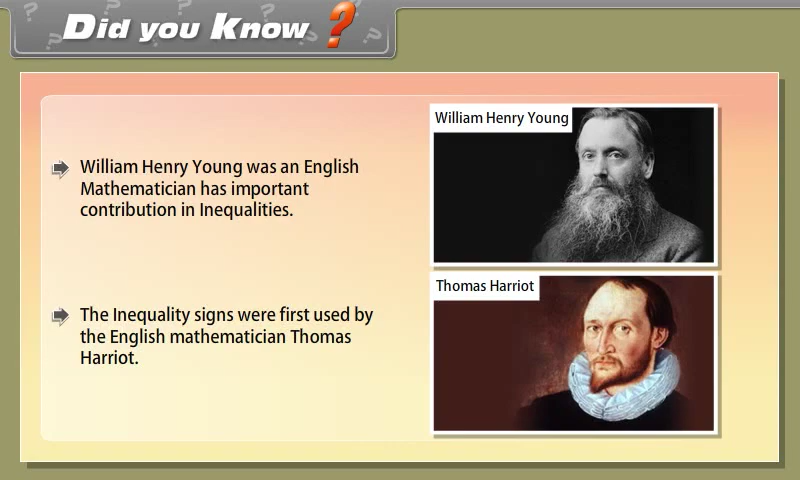 Did you Know ?
William Henry Young
William Henry Young was an English
Mathematician has important
contribution in Inequalities.
Thomas Harriot
The Inequality signs were first used by
the English mathematician Thomas
Harriot.